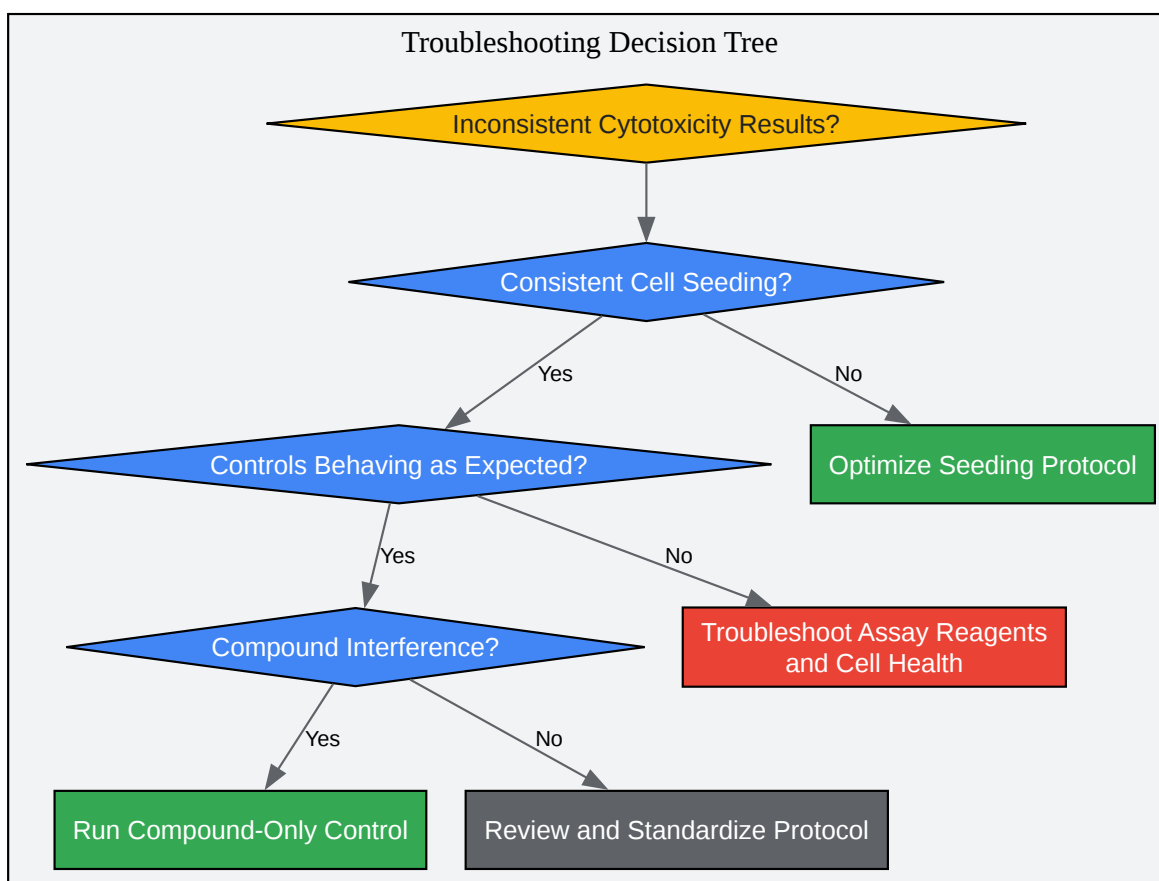 Troubleshooting Decision Tree
Inconsistent Cytotoxicity Results?
Consistent Cell Seeding?
Yes
No
Controls Behaving as Expected?
Optimize Seeding Protocol
Yes
No
Compound Interference?
Troubleshoot Assay Reagents
and Cell Health
Yes
No
Run Compound-Only Control
Review and Standardize Protocol